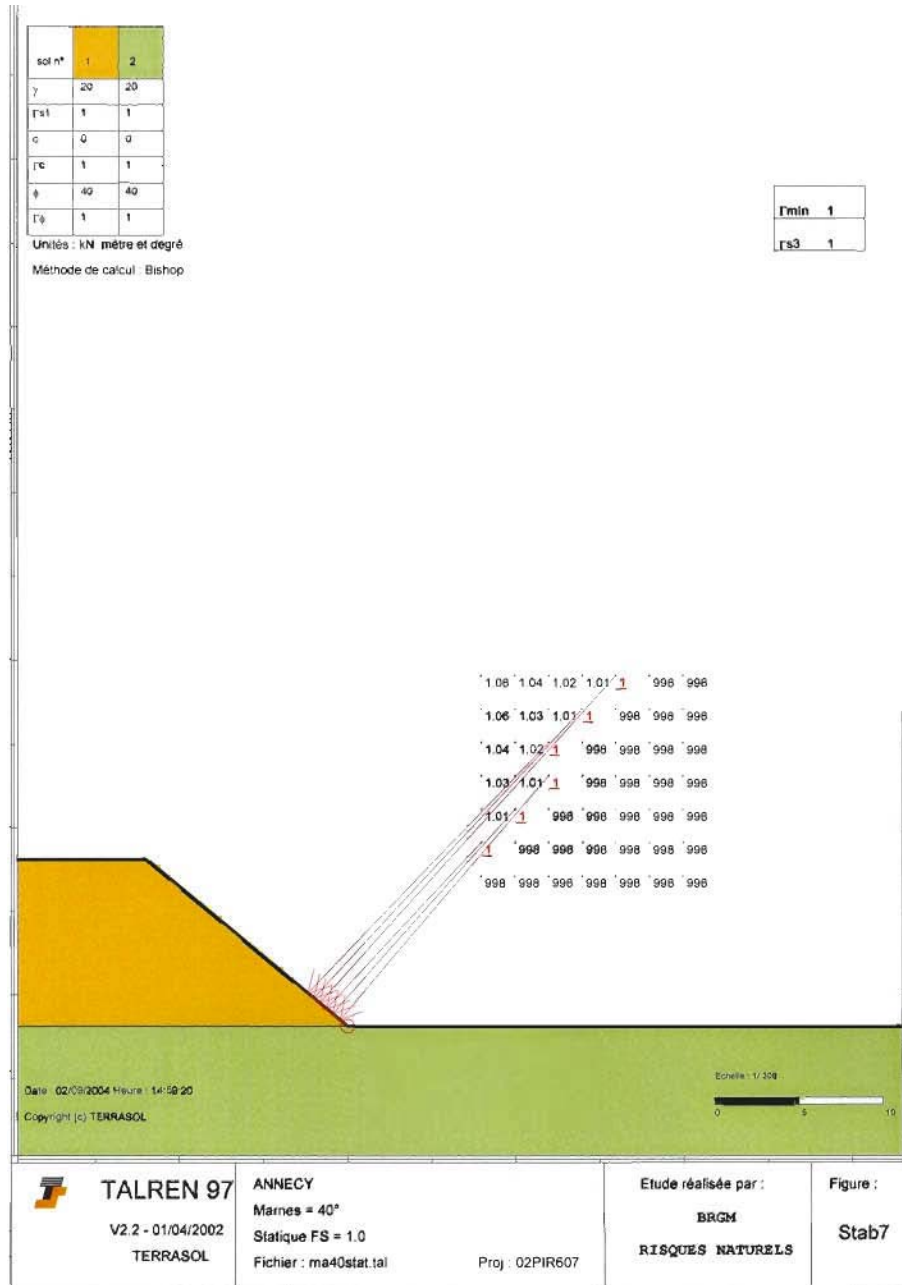 sol n° 1 2
γ 20 20
Γs1 1 1
c 0 0
Γc 1 1
φ 40 40
Γφ 1 1
Unités : kN mètre et degré
Méthode de calcul : Bishop
Γmin 1
Γs3 1
1.06 1.04 1.02 1.01 1 998 998
1.06 1.03 1.01 1 998 998 998
1.04 1.02 1 998 998 998 998
1.03 1.01 1 998 998 998 998
1.01 1 998 998 998 998 998
1 998 998 998 998 998 998
998 998 998 998 998 998 998
Date : 02/09/2004 Heure : 14:59:20
Copyright (c) TERRASOL
Echelle : 1/
0 5 10
TALREN 97
V2.2 - 01/04/2002
TERRASOL
ANNECY
Marnes = 40°
Statique FS = 1.0
Fichier : ma40stat.tal Proj : 02PIR607
Etude réalisée par :
BRGM
RISQUES NATURELS
Figure :
Stab7